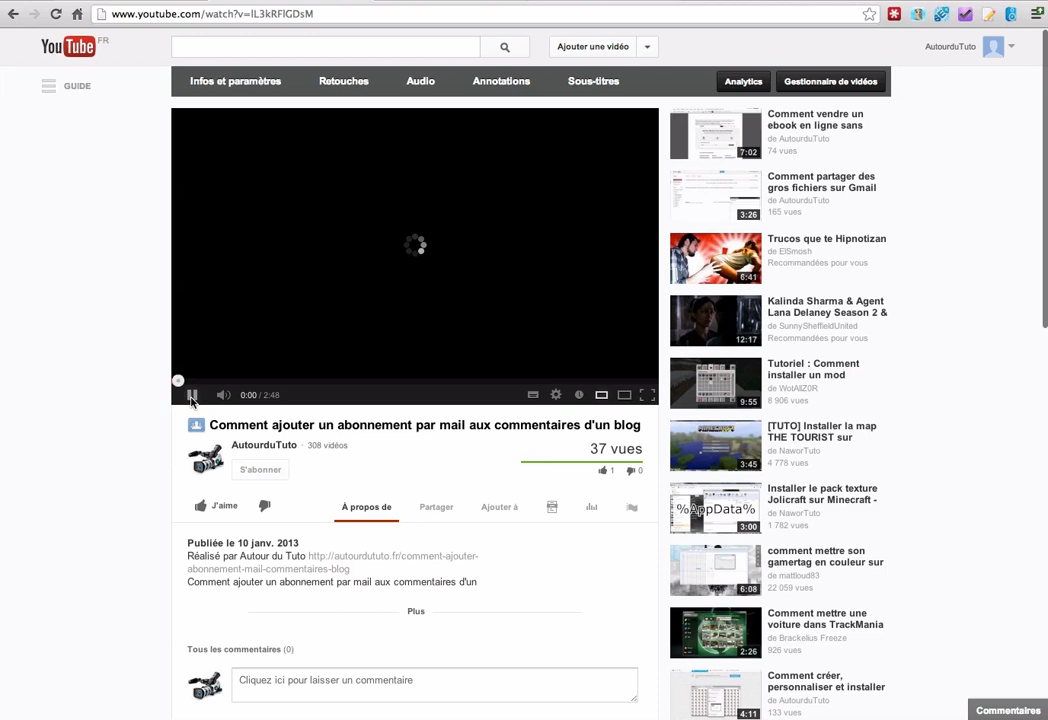 www.youtube.com/watch?v=lL3kRFlGDsM
YouTube FR
Ajouter une vidéo
AutourduTuto
GUIDE
Infos et paramètres
Retouches
Audio
Annotations
Sous-titres
Analytics
Gestionnaire de vidéos
0:00 / 2:48
Comment ajouter un abonnement par mail aux commentaires d'un blog
AutourduTuto · 308 vidéos
S'abonner
37 vues
1
0
J'aime
À propos de
Partager
Ajouter à
Publiée le 10 janv. 2013
Réalisé par Autour du Tuto http://autourdututo.fr/comment-ajouter-
abonnement-mail-commentaires-blog
Comment ajouter un abonnement par mail aux commentaires d'un
Plus
Tous les commentaires (0)
Cliquez ici pour laisser un commentaire
7:02
Comment vendre un
ebook en ligne sans
de AutourduTuto
74 vues
3:26
Comment partager des
gros fichiers sur Gmail
de AutourduTuto
165 vues
6:41
Trucos que te Hipnotizan
de ElSmosh
Recommandées pour vous
12:17
Kalinda Sharma & Agent
Lana Delaney Season 2 &
de SunnySheffieldUnited
Recommandées pour vous
9:55
Tutoriel : Comment
installer un mod
de WotAllZ0R
8 906 vues
3:45
[TUTO] Installer la map
THE TOURIST sur
de NaworTuto
4 778 vues
%AppData%
3:00
Installer le pack texture
Jolicraft sur Minecraft -
de NaworTuto
1 782 vues
6:08
comment mettre son
gamertag en couleur sur
de mattloud83
22 059 vues
2:26
Comment mettre une
voiture dans TrackMania
de Brackelius Freeze
926 vues
4:11
Comment créer,
personnaliser et installer
de AutourduTuto
133 vues
Commentaires